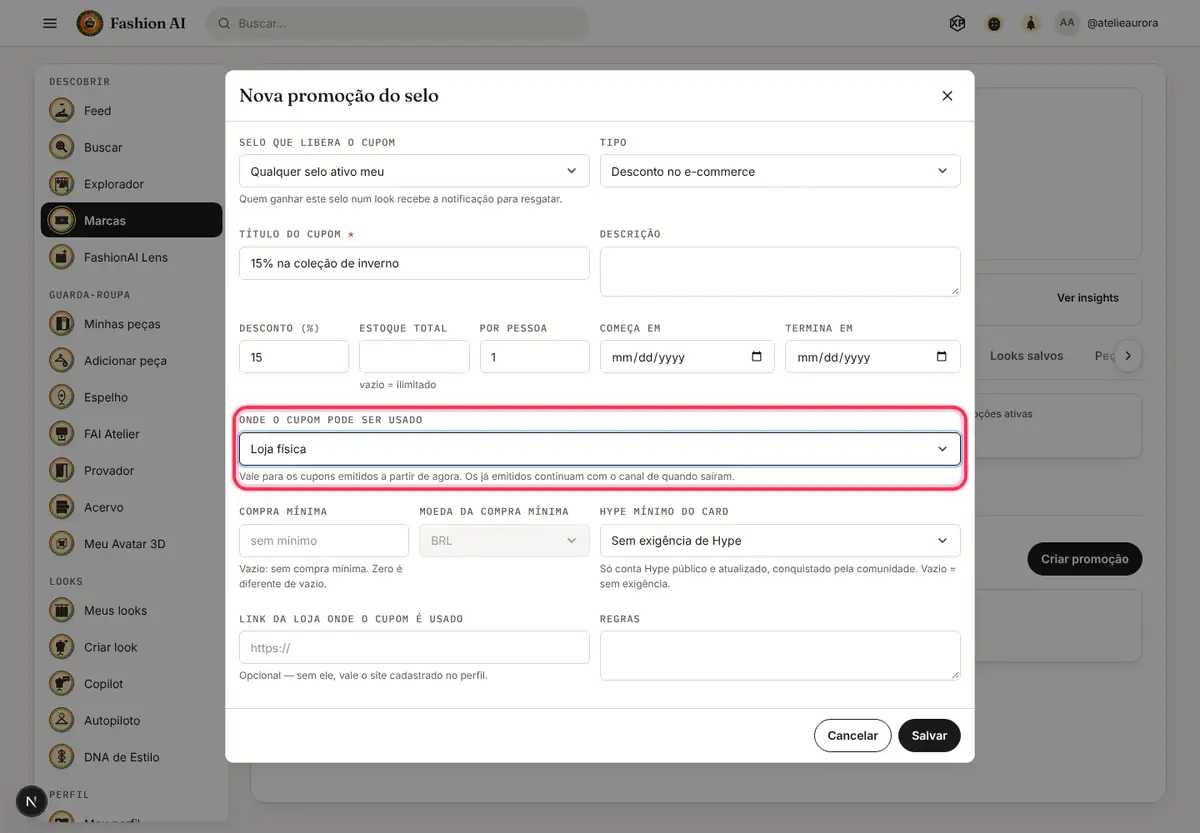 Fashion AI
Buscar...
XP
AA
@atelieaurora
DESCOBRIR
Feed
Buscar
Explorador
Marcas
FashionAI Lens
GUARDA-ROUPA
Minhas peças
Adicionar peça
Espelho
FAI Atelier
Provador
Acervo
Meu Avatar 3D
LOOKS
Meus looks
Criar look
Copilot
Autopiloto
DNA de Estilo
PERFIL
N
Nova promoção do selo
SELO QUE LIBERA O CUPOM
TIPO
Qualquer selo ativo meu
Desconto no e-commerce
Quem ganhar este selo num look recebe a notificação para resgatar.
TÍTULO DO CUPOM *
DESCRIÇÃO
15% na coleção de inverno
DESCONTO (%)
ESTOQUE TOTAL
POR PESSOA
COMEÇA EM
TERMINA EM
15
1
mm/dd/yyyy
mm/dd/yyyy
vazio = ilimitado
ONDE O CUPOM PODE SER USADO
Loja física
Vale para os cupons emitidos a partir de agora. Os já emitidos continuam com o canal de quando saíram.
COMPRA MÍNIMA
MOEDA DA COMPRA MÍNIMA
HYPE MÍNIMO DO CARD
sem mínimo
BRL
Sem exigência de Hype
Vazio: sem compra mínima. Zero é
diferente de vazio.
Só conta Hype público e atualizado, conquistado pela comunidade. Vazio =
sem exigência.
LINK DA LOJA ONDE O CUPOM É USADO
REGRAS
https://
Opcional — sem ele, vale o site cadastrado no perfil.
Cancelar
Salvar
Ver insights
Looks salvos
ativas
Criar promoção